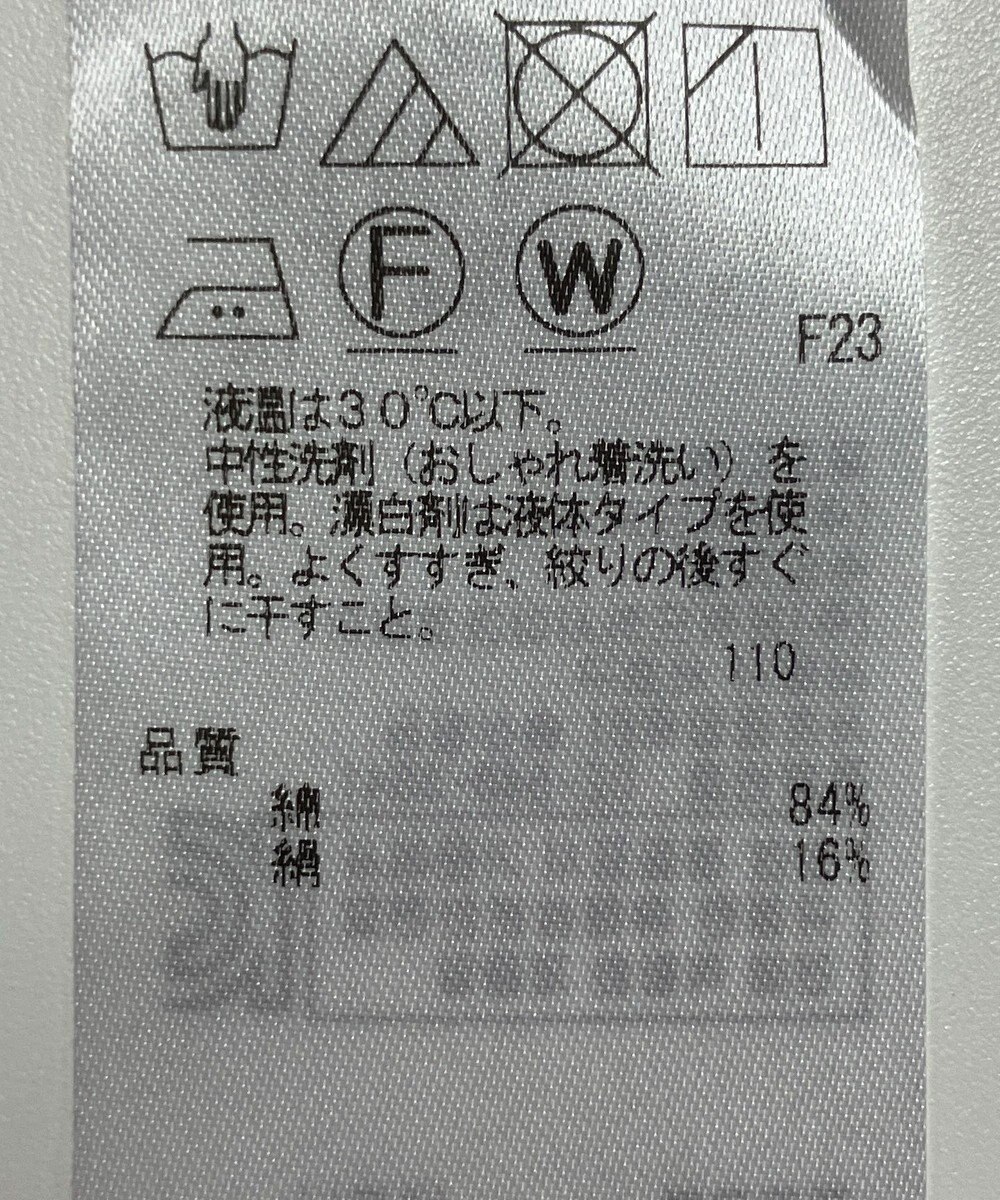 F W
F23
液温は30℃以下。
中性洗剤（おしゃれ着洗い）を
使用。漂白剤は液体タイプを使
用。よくすすぎ、絞りの後すぐ
に干すこと。
110
品質
綿 84%
絹 16%